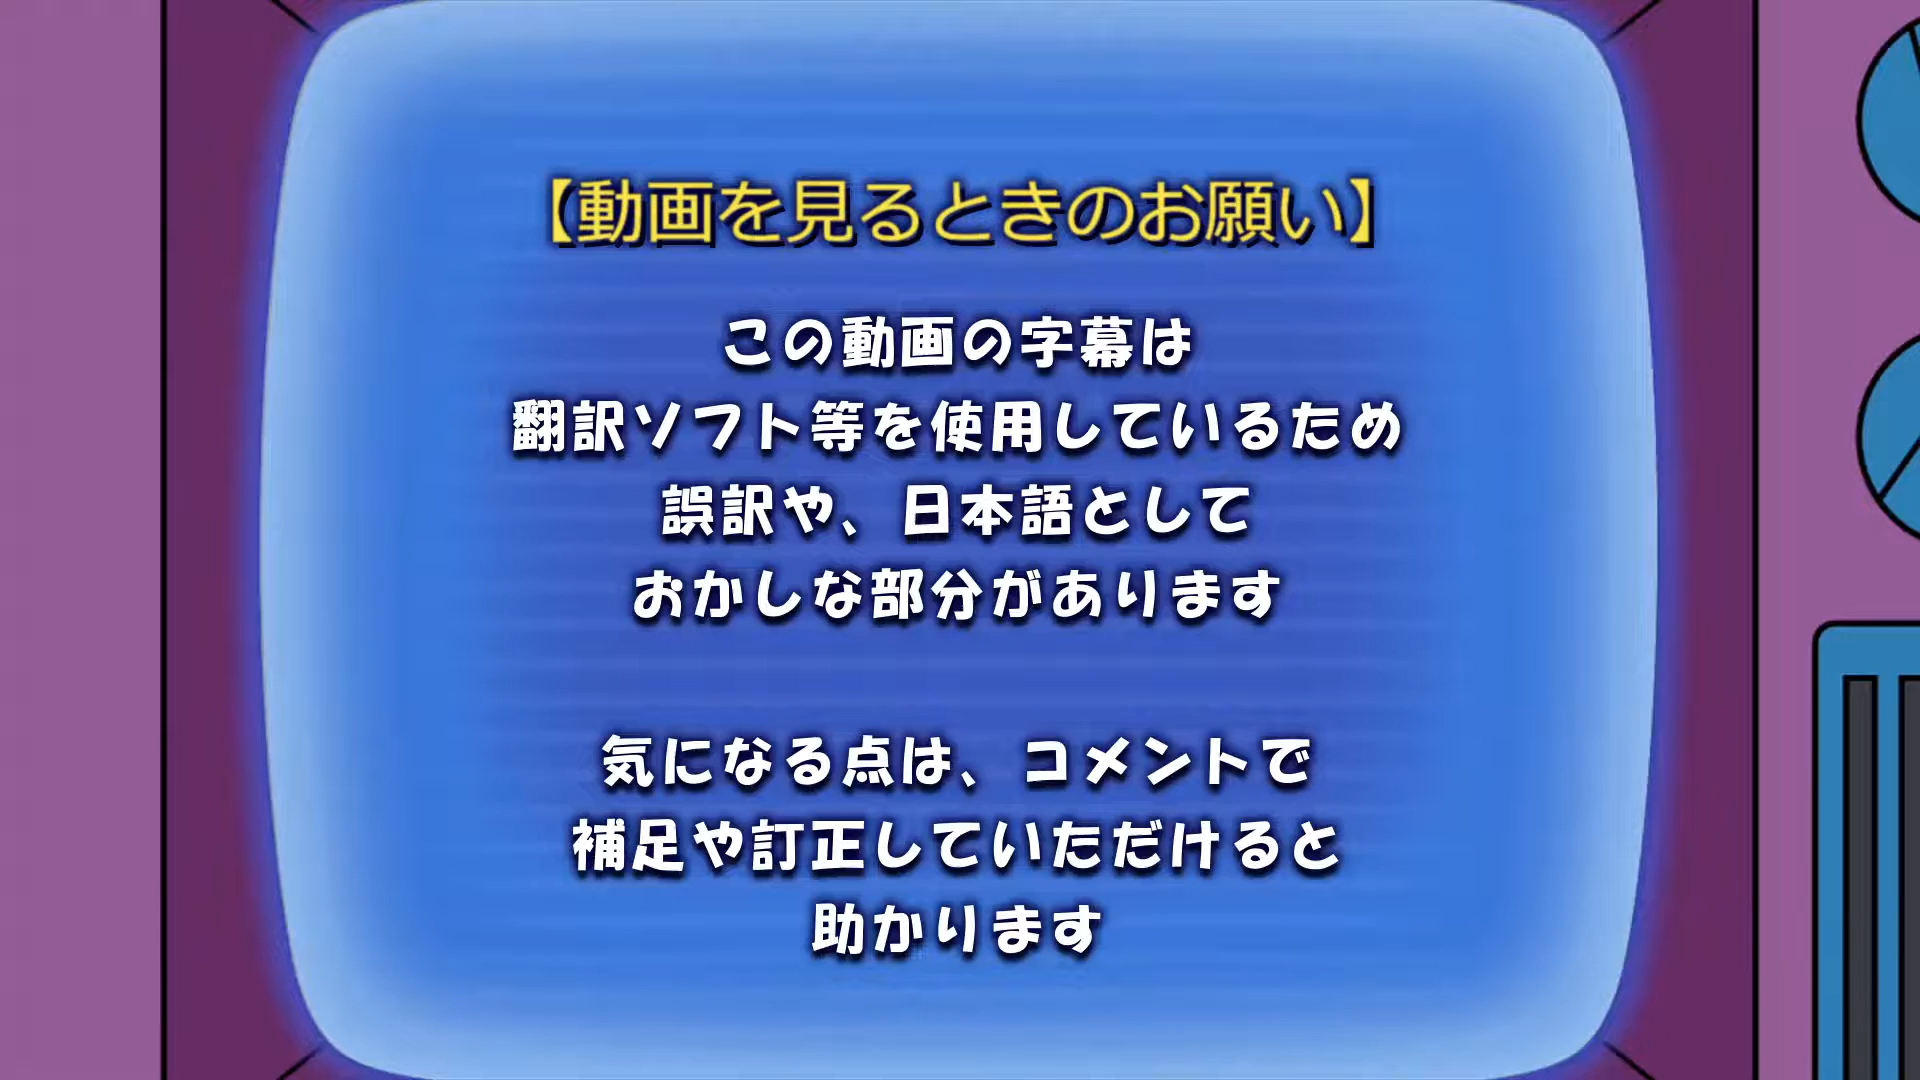 【動画を見るときのお願い】
この動画の字幕は
翻訳ソフト等を使用しているため
誤訳や、日本語として
おかしな部分があります
気になる点は、コメントで
補足や訂正していただけると
助かります